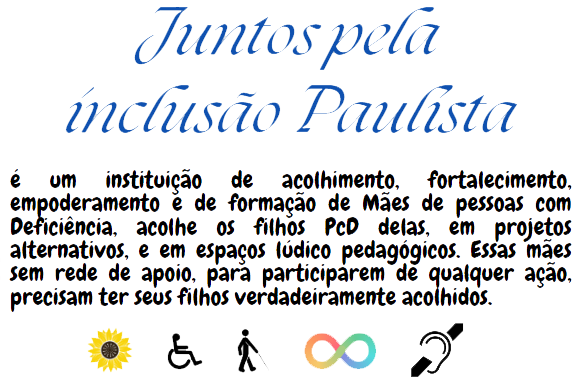 Juntos pela
inclusão Paulista
é um instituição de acolhimento, fortalecimento,
empoderamento e de formação de Mães de pessoas com
Deficiência, acolhe os filhos PcD delas, em projetos
alternativos, e em espaços lúdico pedagógicos. Essas mães
sem rede de apoio, para participarem de qualquer ação,
precisam ter seus filhos verdadeiramente acolhidos.